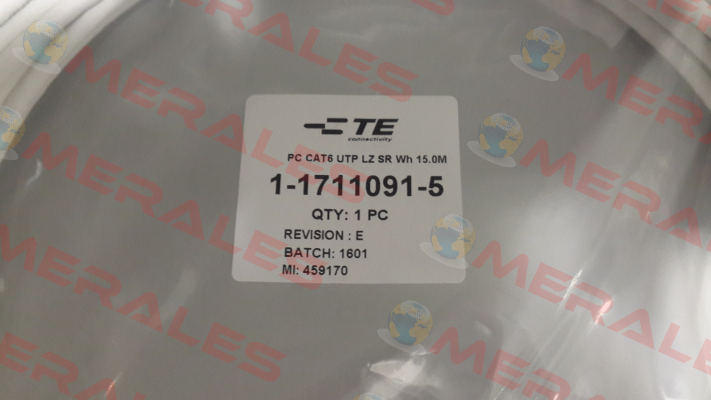 TE
connectivity
PC CAT6 UTP LZ SR Wh 15.0M
1-1711091-5
QTY: 1 PC
REVISION : E
BATCH: 1601
MI: 459170
MERALES
MERALES
MERALES
MERALES
MERALES